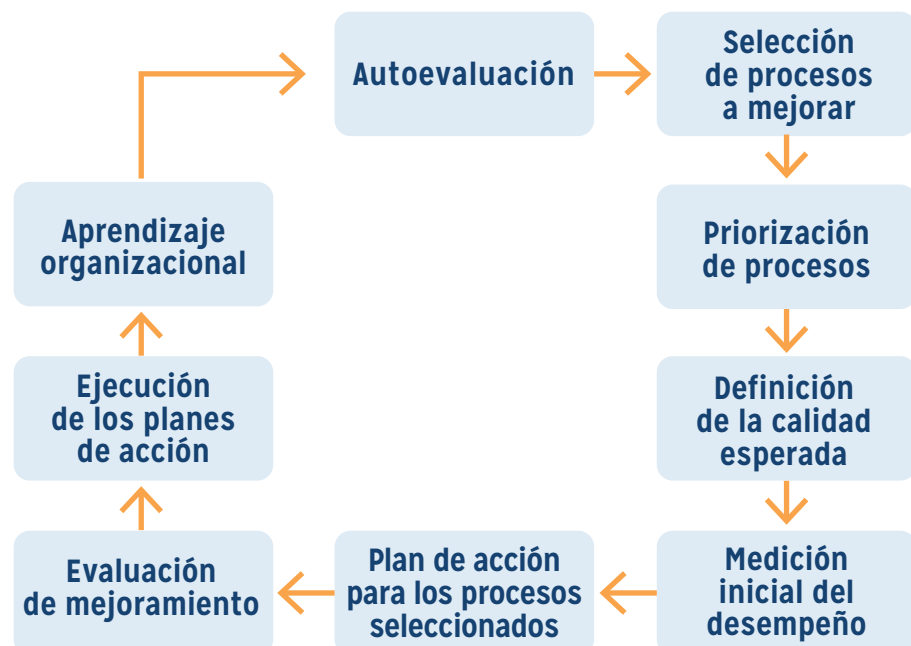 Autoevaluación
Selección
de procesos
a mejorar
Priorización
de procesos
Definición
de la calidad
esperada
Medición
inicial del
desempeño
Plan de acción
para los procesos
seleccionados
Evaluación
de mejoramiento
Ejecución
de los planes
de acción
Aprendizaje
organizacional